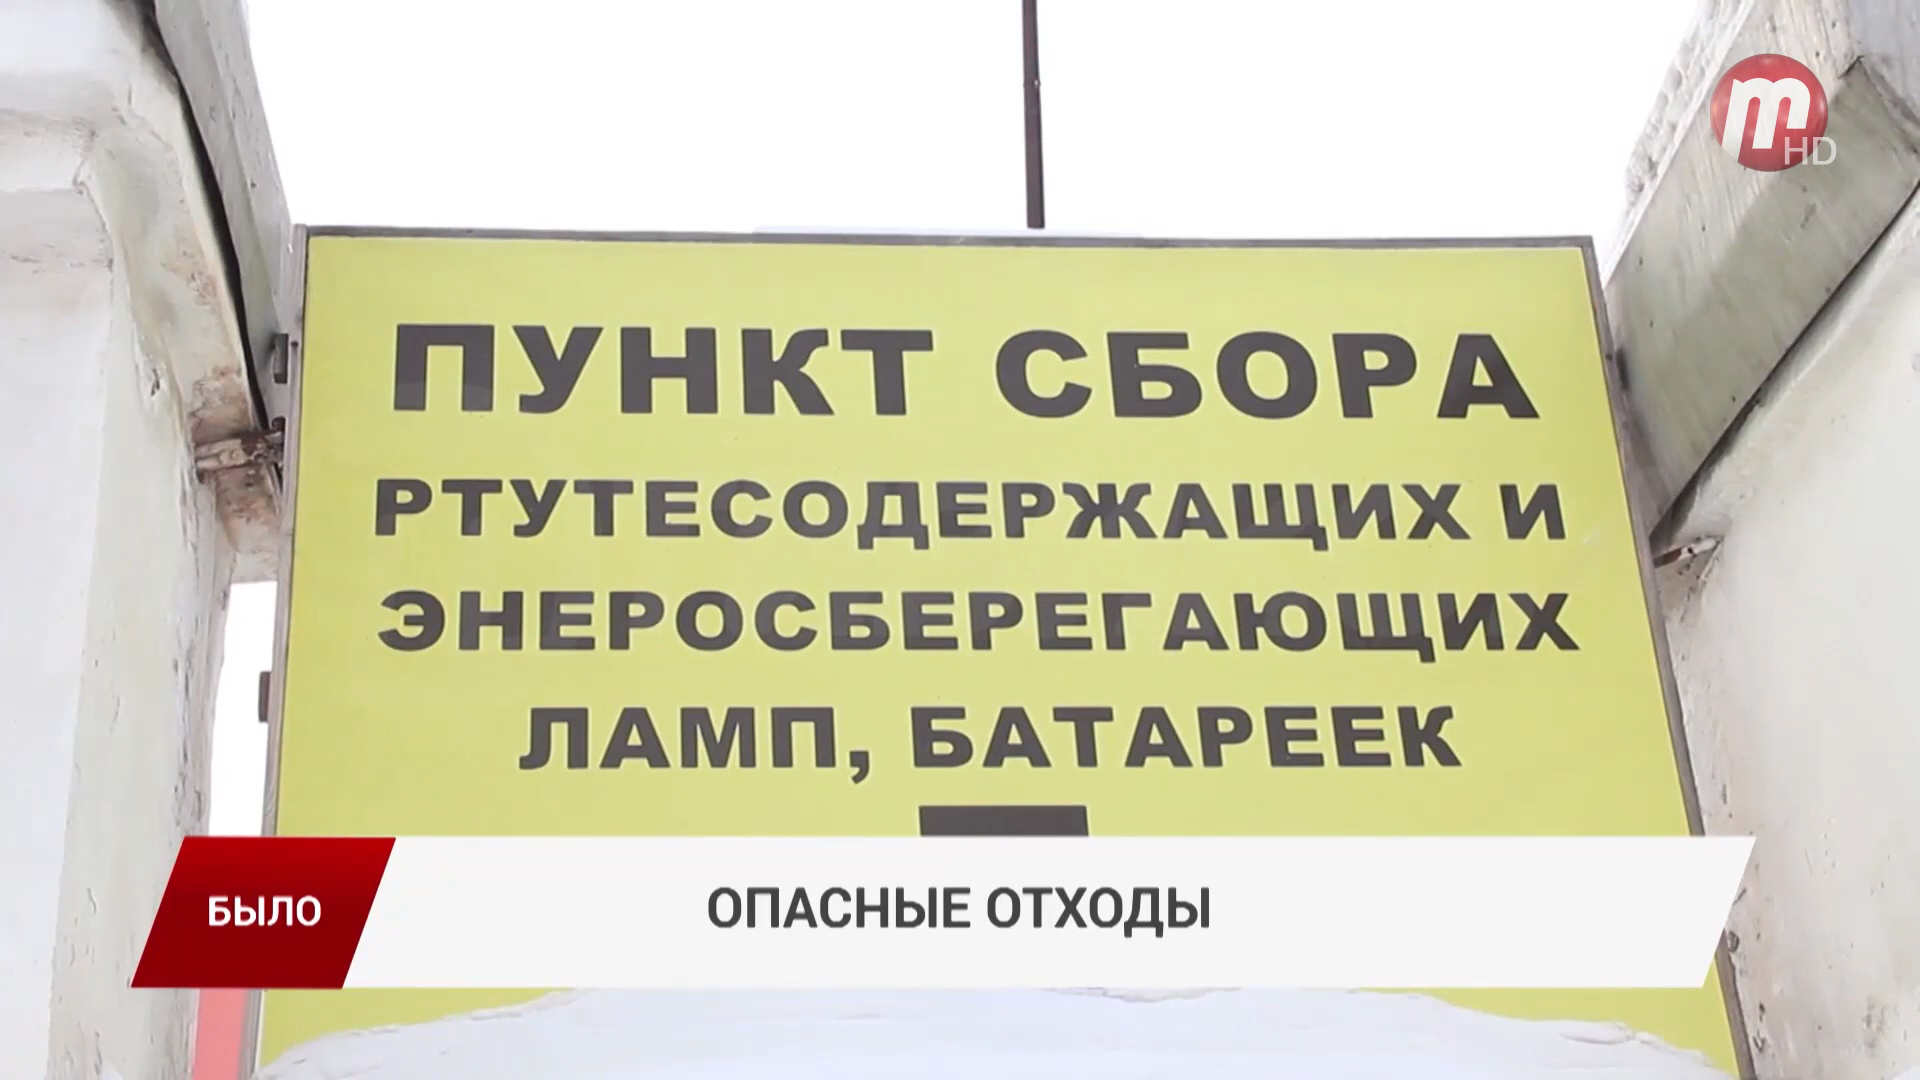 m HD
ПУНКТ СБОРА
РТУТЕСОДЕРЖАЩИХ И
ЭНЕРОСБЕРЕГАЮЩИХ
ЛАМП, БАТАРЕЕК
БЫЛО
ОПАСНЫЕ ОТХОДЫ